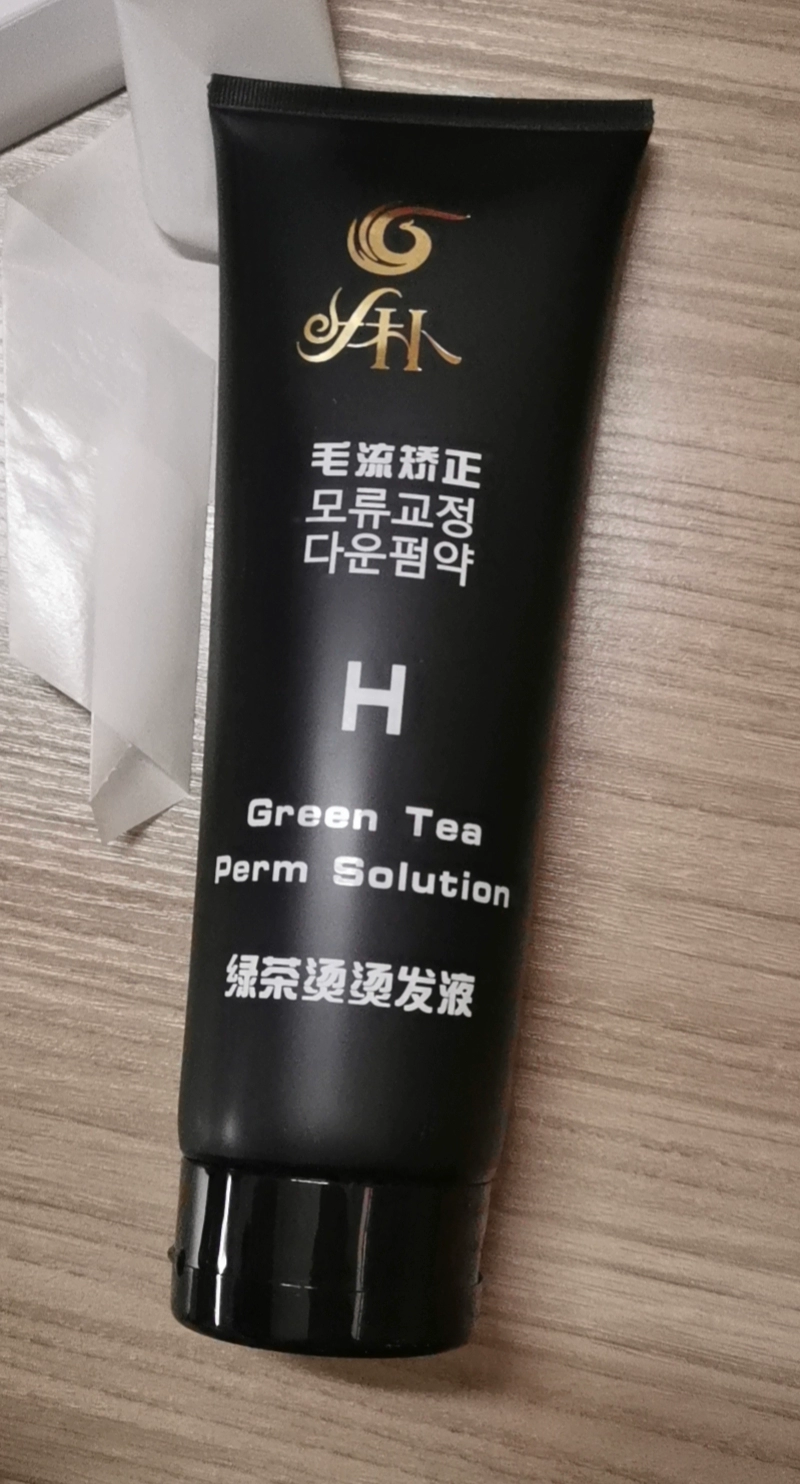 毛流矫正
모류교정
다운펌약
H
Green Tea
Perm Solution
绿茶烫烫发液